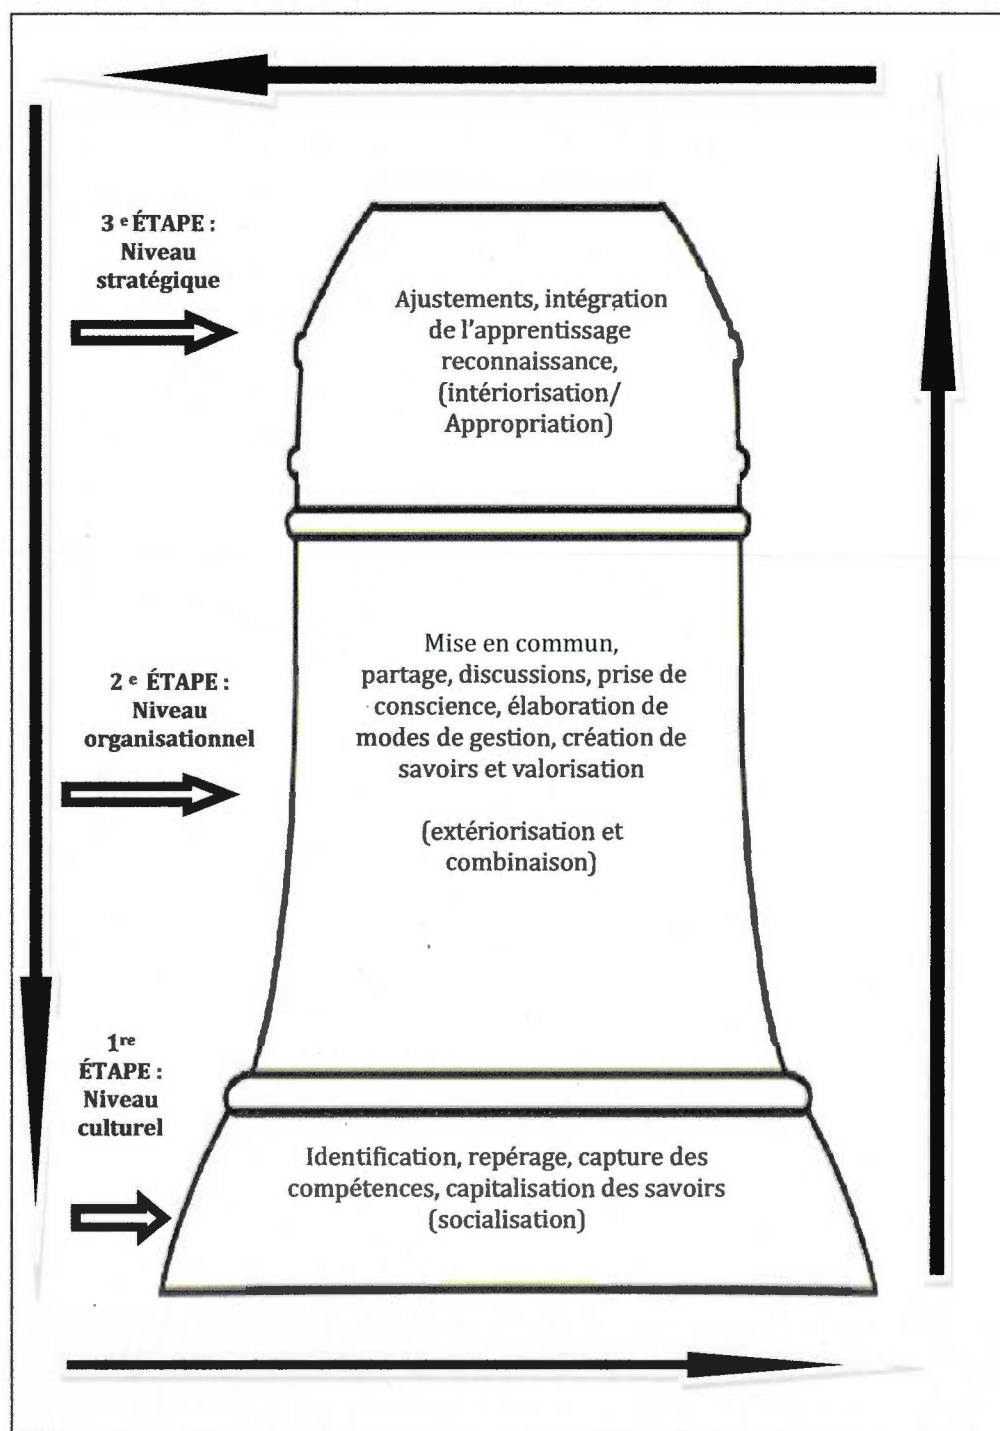 3 e ÉTAPE :
Niveau
stratégique
Ajustements, intégration
de l'apprentissage
reconnaissance,
(intériorisation/
Appropriation)
2 e ÉTAPE :
Niveau
organisationnel
Mise en commun,
partage, discussions, prise de
conscience, élaboration de
modes de gestion, création de
savoirs et valorisation
(extériorisation et
combinaison)
1re
ÉTAPE :
Niveau
culturel
Identification, repérage, capture des
compétences, capitalisation des savoirs
(socialisation)